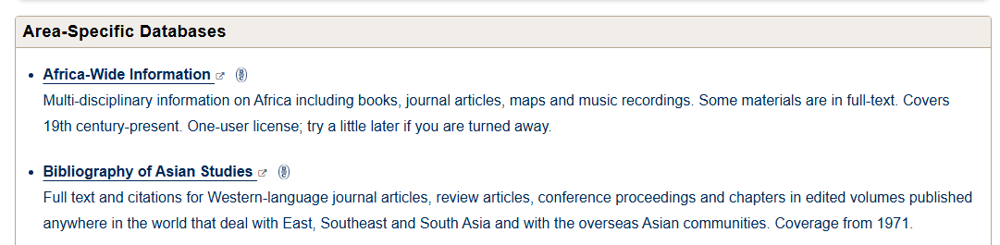 Area-Specific Databases
Africa-Wide Information
Multi-disciplinary information on Africa including books, journal articles, maps and music recordings. Some materials are in full-text. Covers
19th century-present. One-user license; try a little later if you are turned away.
Bibliography of Asian Studies
Full text and citations for Western-language journal articles, review articles, conference proceedings and chapters in edited volumes published
anywhere in the world that deal with East, Southeast and South Asia and with the overseas Asian communities. Coverage from 1971.